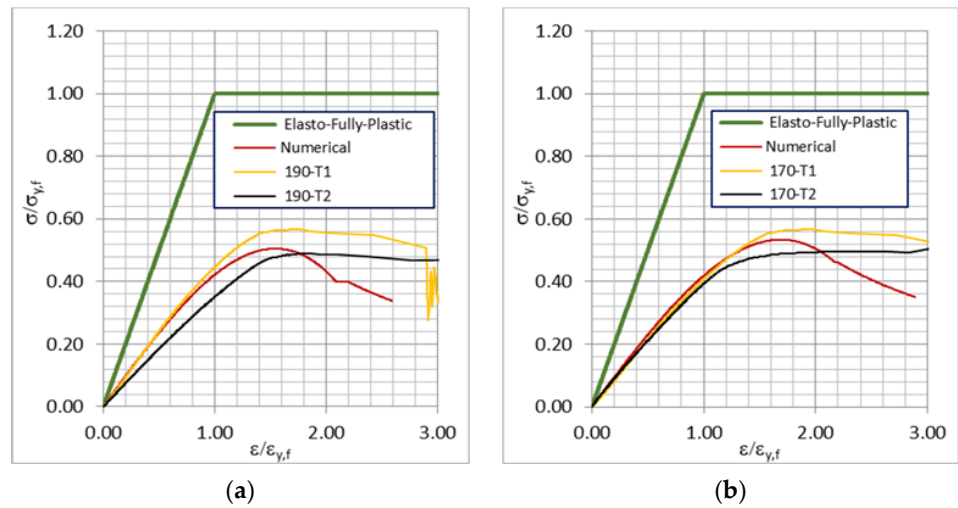 1.20
1.00
0.80
0.60
0.40
0.20
0.00
σ/σy,f
Elasto-Fully-Plastic
Numerical
190-T1
190-T2
0.00 1.00 2.00 3.00
ε/εy,f
(a)
1.20
1.00
0.80
0.60
0.40
0.20
0.00
σ/σy,f
Elasto-Fully-Plastic
Numerical
170-T1
170-T2
0.00 1.00 2.00 3.00
ε/εy,f
(b)